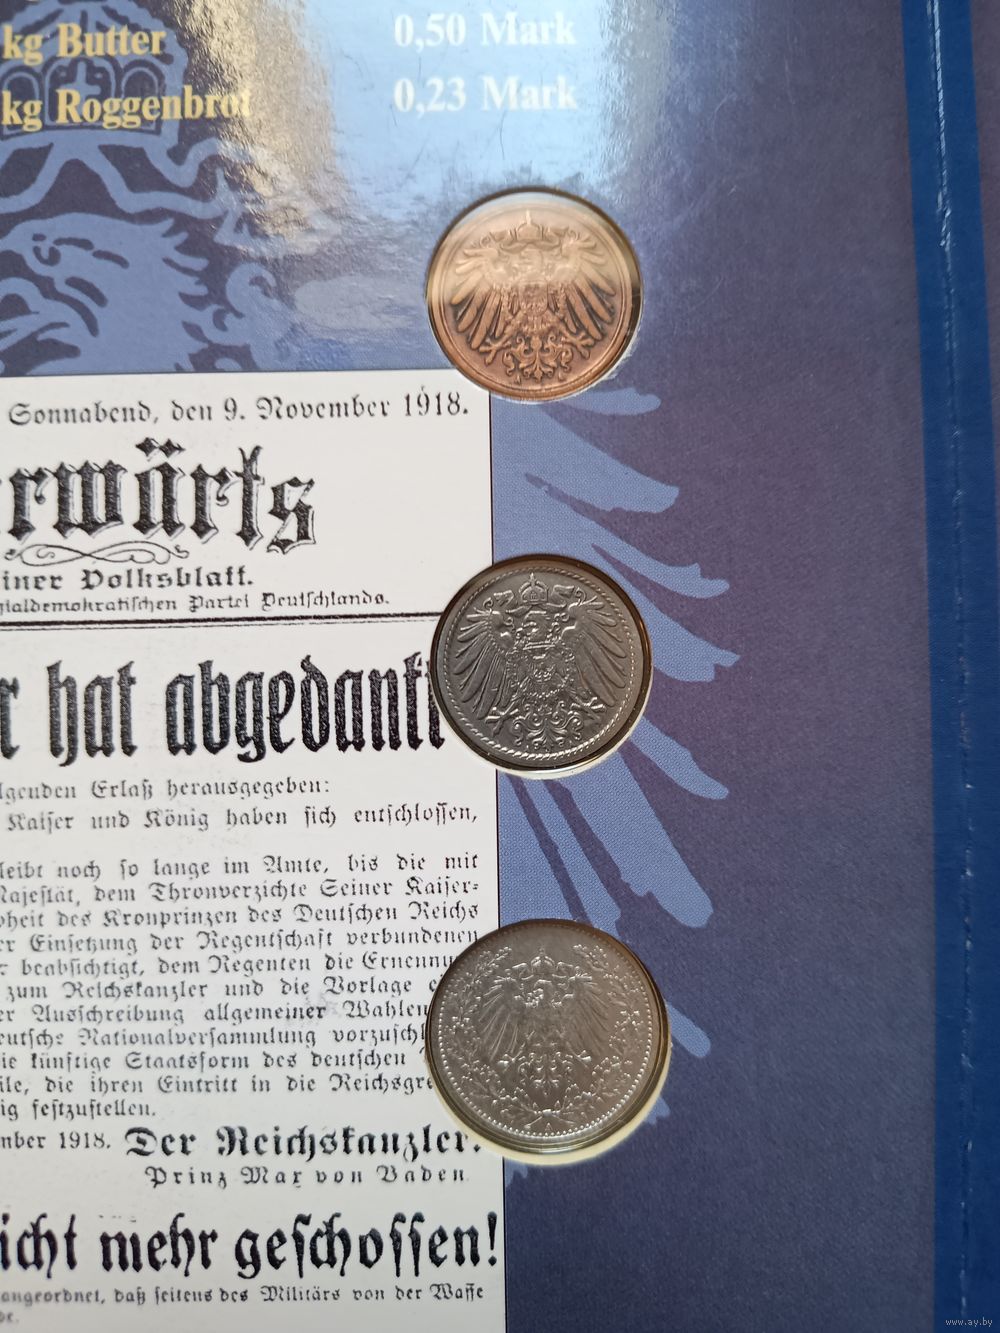 kg Butter 0,50 Mark
kg Roggenbrot 0,23 Mark
Sonnabend, den 9. November 1918.
rwärts
iner Volksblatt.
zialdemokratischen Partei Deutschlands.
r hat abgedankt
lgenden Erlaß herausgegeben:
Kaiser und König haben sich entschlossen,
leibt noch so lange im Amte, bis die mit
Majestät, dem Thronverzichte Seiner Kaiser-
oheit des Kronprinzen des Deutschen Reichs
er Einsetzung der Regentschaft verbundenen
beabsichtigt, dem Regenten die Ernennu
zum Reichskanzler und die Vorlage e
er Ausschreibung allgemeiner Wahlen
eutsche Nationalversammlung vorzuschl
ie künftige Staatsform des deutschen
ile, die ihren Eintritt in die Reichsgre
ig festzustellen.
mber 1918. Der Reichskanzler.
Prinz Max von Baden
icht mehr geschossen!
angeordnet, daß seitens des Militärs von der Waffe
A
www.ay.by